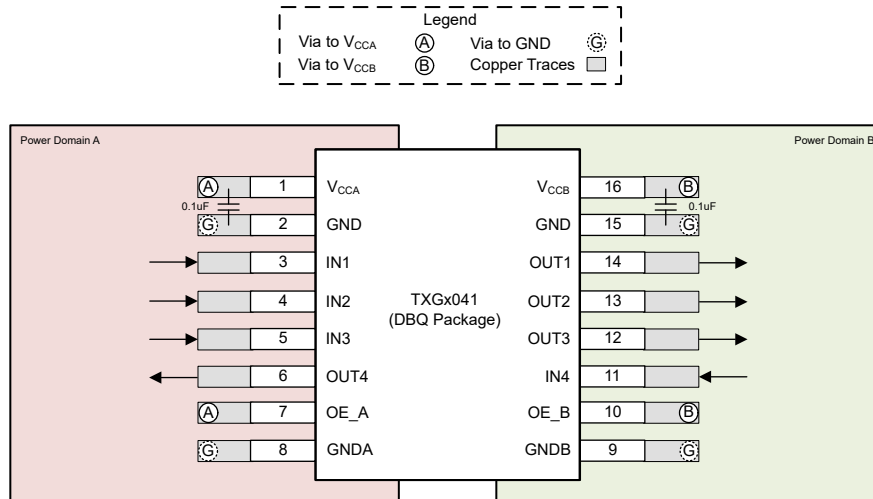 Legend
Via to VCCA A Via to GND G
Via to VCCB B Copper Traces
Power Domain A
Power Domain B
A 1 VCCA VCCB 16 B
0.1uF 0.1uF
G 2 GND GND 15 G
3 IN1 OUT1 14
4 IN2 TXGx041 OUT2 13
(DBQ Package)
5 IN3 OUT3 12
6 OUT4 IN4 11
A 7 OE_A OE_B 10 B
G 8 GNDA GNDB 9 G